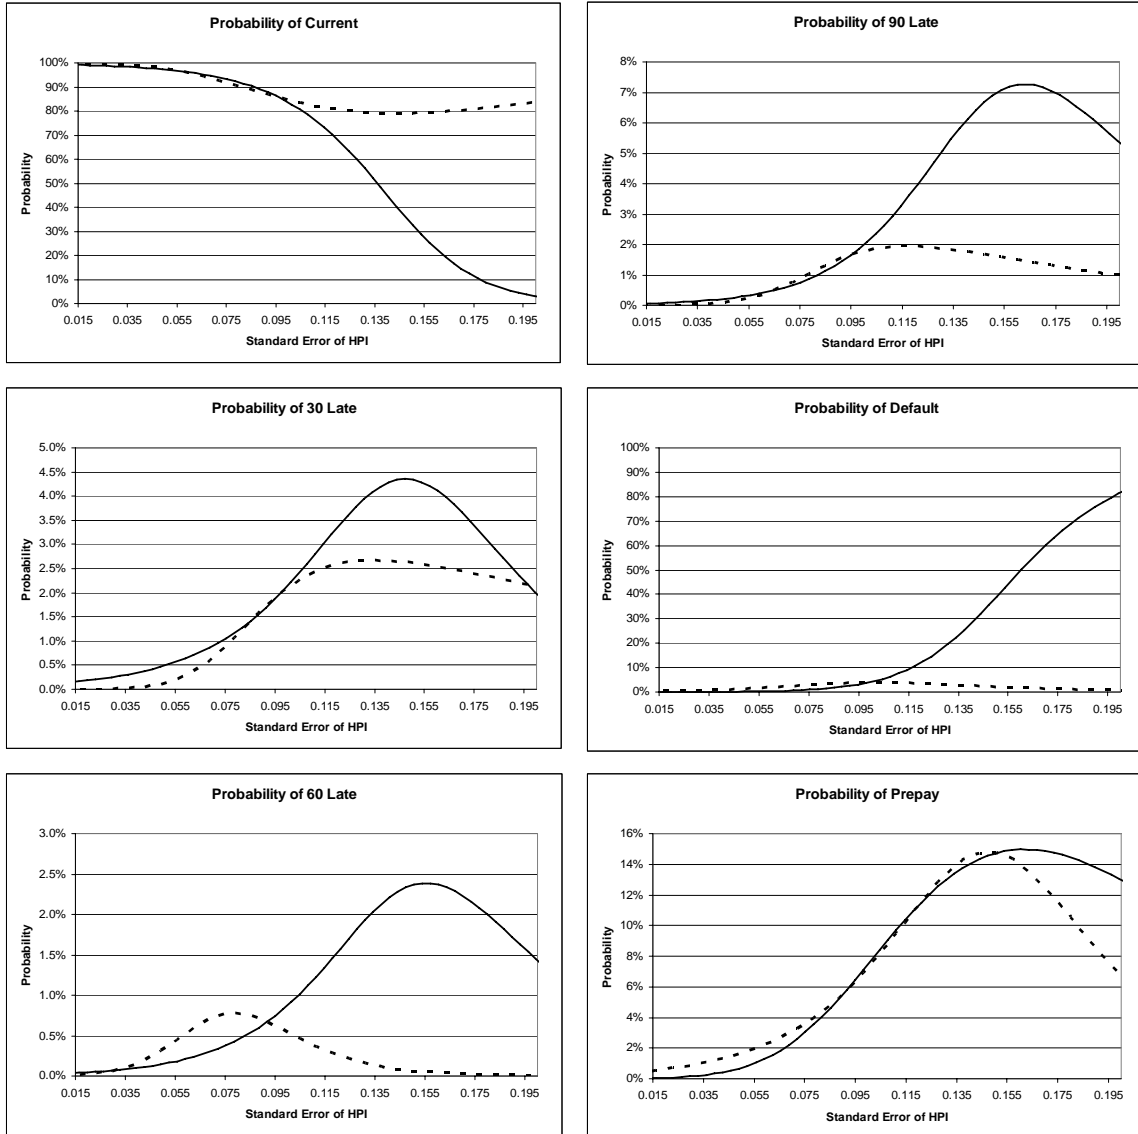 Probability of Current
100%
90%
80%
70%
60%
50%
40%
30%
20%
10%
0%
Probability
0.015 0.035 0.055 0.075 0.095 0.115 0.135 0.155 0.175 0.195
Standard Error of HPI
Probability of 90 Late
8%
7%
6%
5%
4%
3%
2%
1%
0%
Probability
0.015 0.035 0.055 0.075 0.095 0.115 0.135 0.155 0.175 0.195
Standard Error of HPI
Probability of 30 Late
5.0%
4.5%
4.0%
3.5%
3.0%
2.5%
2.0%
1.5%
1.0%
0.5%
0.0%
Probability
0.015 0.035 0.055 0.075 0.095 0.115 0.135 0.155 0.175 0.195
Standard Error of HPI
Probability of Default
100%
90%
80%
70%
60%
50%
40%
30%
20%
10%
0%
Probability
0.015 0.035 0.055 0.075 0.095 0.115 0.135 0.155 0.175 0.195
Standard Error of HPI
Probability of 60 Late
3.0%
2.5%
2.0%
1.5%
1.0%
0.5%
0.0%
Probability
0.015 0.035 0.055 0.075 0.095 0.115 0.135 0.155 0.175 0.195
Standard Error of HPI
Probability of Prepay
16%
14%
12%
10%
8%
6%
4%
2%
0%
Probability
0.015 0.035 0.055 0.075 0.095 0.115 0.135 0.155 0.175 0.195
Standard Error of HPI